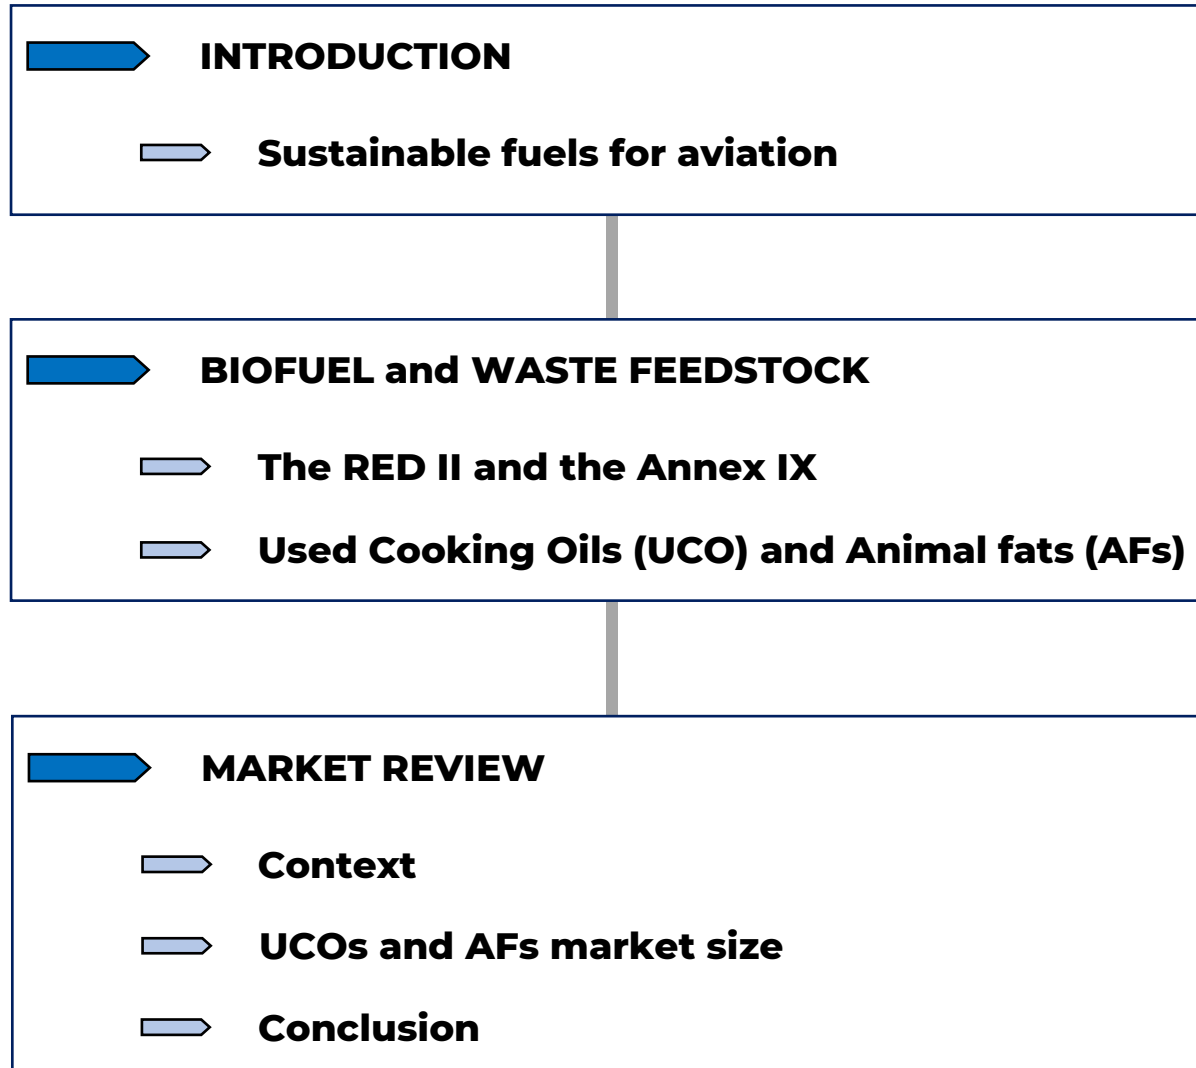 INTRODUCTION
Sustainable fuels for aviation
BIOFUEL and WASTE FEEDSTOCK
The RED II and the Annex IX
Used Cooking Oils (UCO) and Animal fats (AFs)
MARKET REVIEW
Context
UCOs and AFs market size
Conclusion